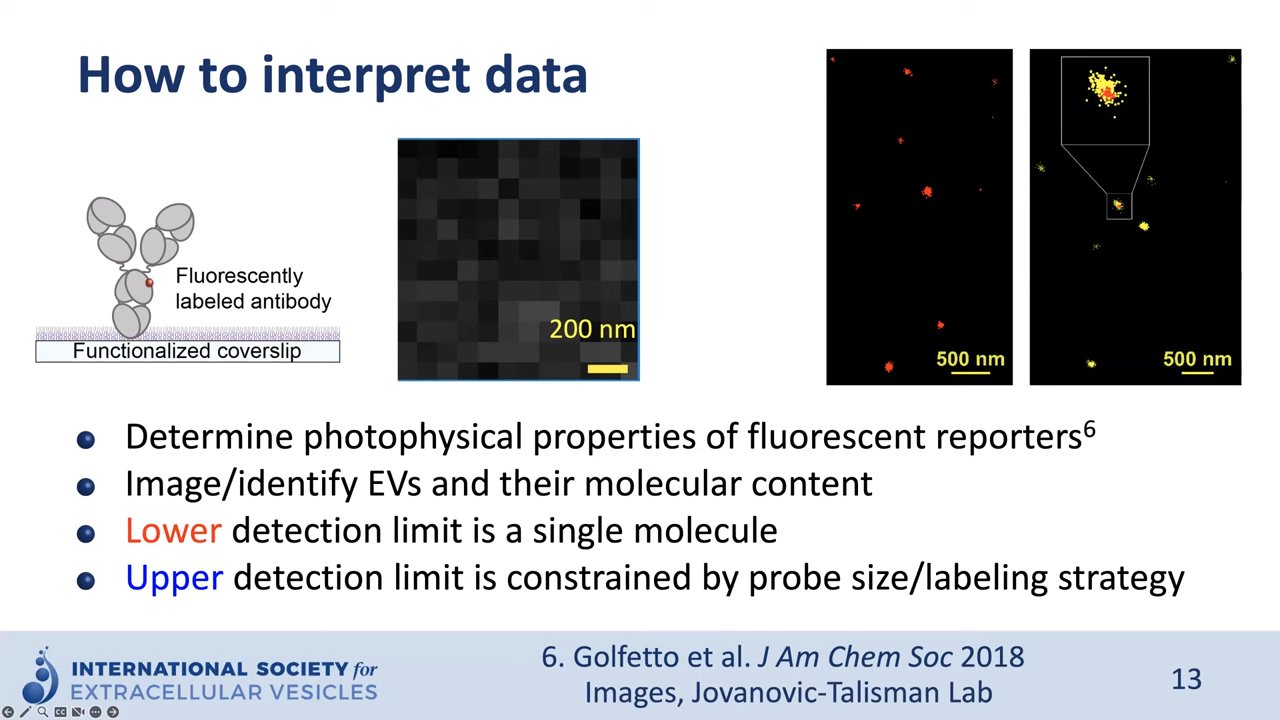 How to interpret data
Fluorescently
labeled antibody
Functionalized coverslip
200 nm
500 nm
500 nm
Determine photophysical properties of fluorescent reporters⁶
Image/identify EVs and their molecular content
Lower detection limit is a single molecule
Upper detection limit is constrained by probe size/labeling strategy
INTERNATIONAL SOCIETY for
EXTRACELLULAR VESICLES
6. Golfetto et al. J Am Chem Soc 2018
Images, Jovanovic-Talisman Lab
13